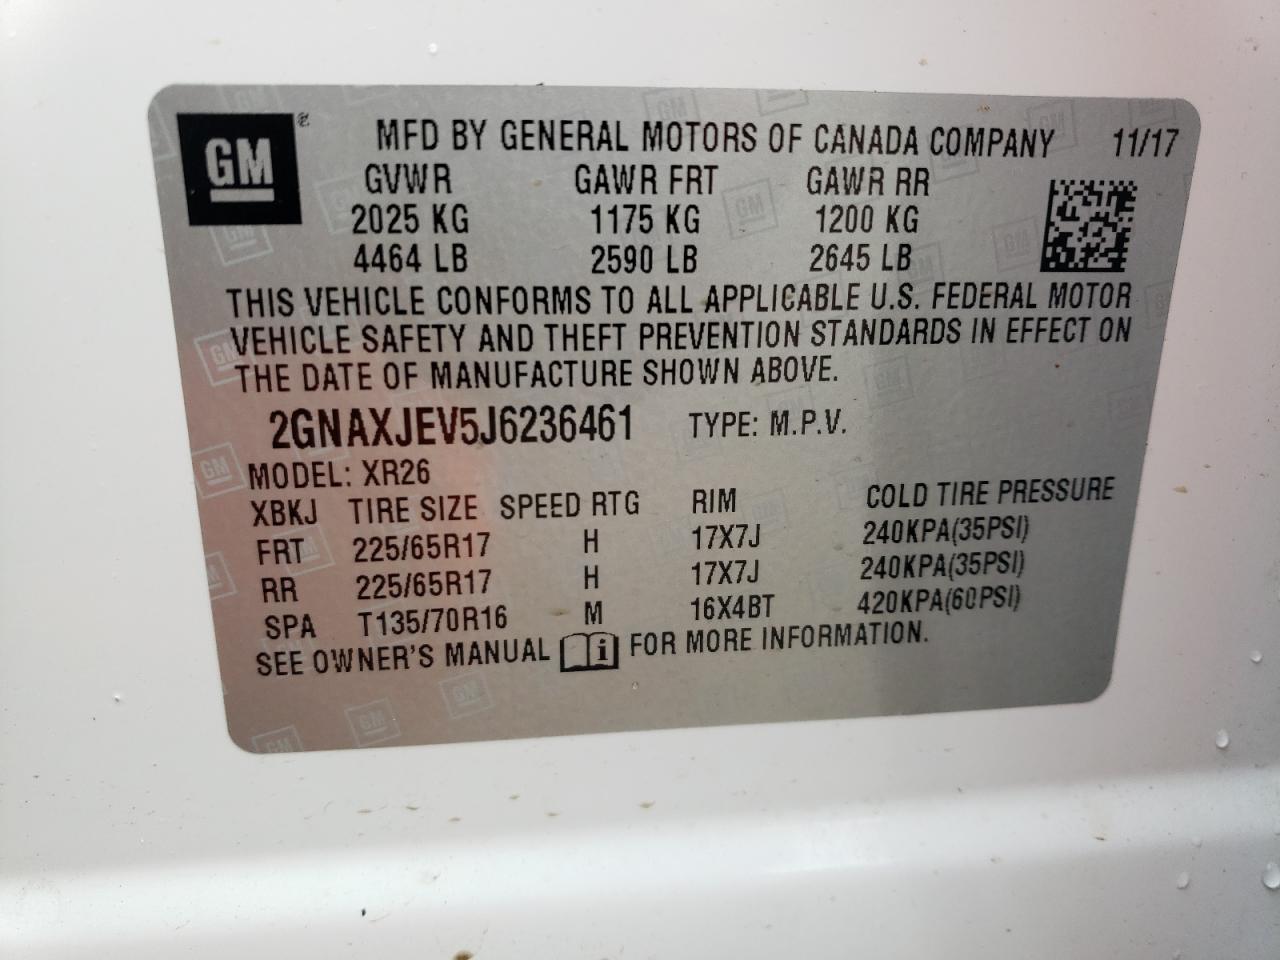 GM MFD BY GENERAL MOTORS OF CANADA COMPANY 11/17
GVWR GAWR FRT GAWR RR
2025 KG 1175 KG 1200 KG
4464 LB 2590 LB 2645 LB
THIS VEHICLE CONFORMS TO ALL APPLICABLE U.S. FEDERAL MOTOR
VEHICLE SAFETY AND THEFT PREVENTION STANDARDS IN EFFECT ON
THE DATE OF MANUFACTURE SHOWN ABOVE.
2GNAXJEV5J6236461 TYPE: M.P.V.
MODEL: XR26
XBKJ TIRE SIZE SPEED RTG RIM COLD TIRE PRESSURE
FRT 225/65R17 H 17X7J 240KPA(35PSI)
RR 225/65R17 H 17X7J 240KPA(35PSI)
SPA T135/70R16 M 16X4BT 420KPA(60PSI)
SEE OWNER'S MANUAL i FOR MORE INFORMATION.